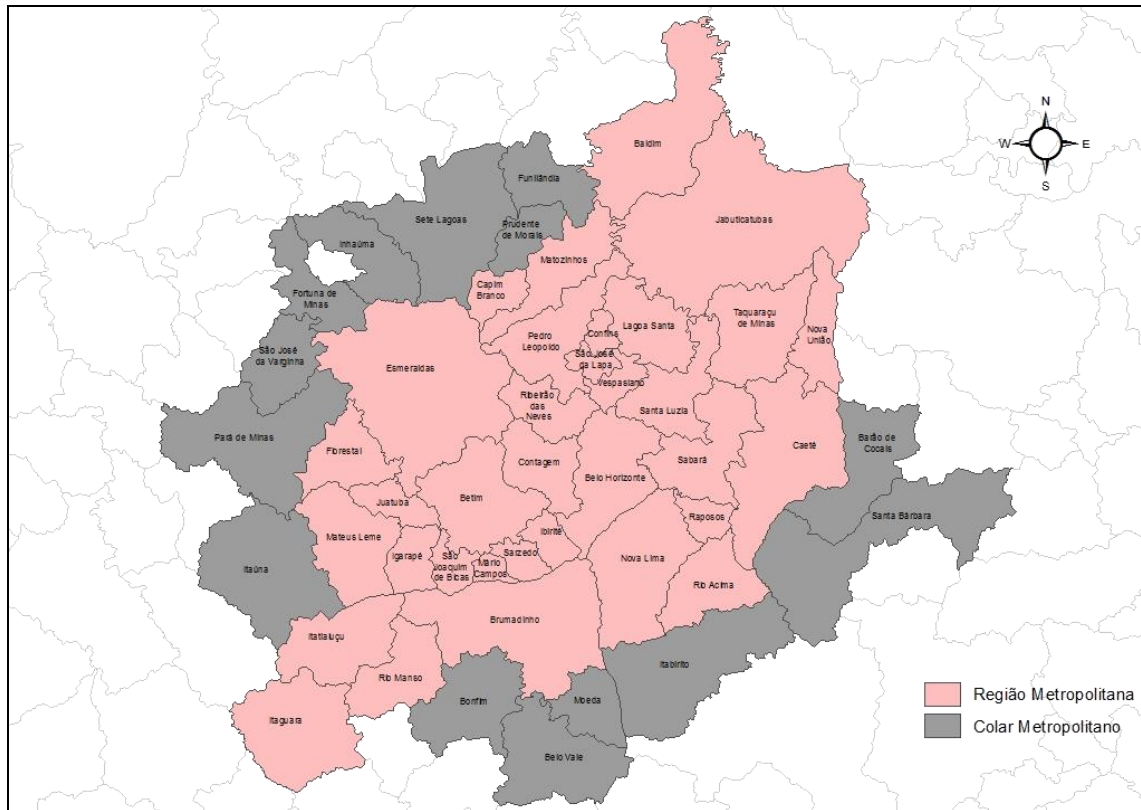 N
W
E
S
Baldim
Jaboticatubas
Funilândia
Sete Lagoas
Prudente
de Morais
Inhaúma
Matozinhos
Capim
Branco
Fortuna de
Minas
Taquaraçu
de Minas
Nova
União
Lagoa Santa
Confins
Pedro
Leopoldo
São José
da Lapa
São José
da Varginha
Esmeraldas
Vespasiano
Ribeirão
das
Neves
Santa Luzia
Pará de Minas
Florestal
Contagem
Belo Horizonte
Sabará
Caeté
Barão de
Cocais
Juatuba
Betim
Raposos
Santa Bárbara
Ibirité
Mateus Leme
Igarapé
São
Joaquim
de Bicas
Mário
Campos
Sarzedo
Nova Lima
Itaúna
Rio Acima
Brumadinho
Itatiaiuçu
Itabirito
Rio Manso
Bonfim
Moeda
Itaguara
Belo Vale
Região Metropolitana
Colar Metropolitano